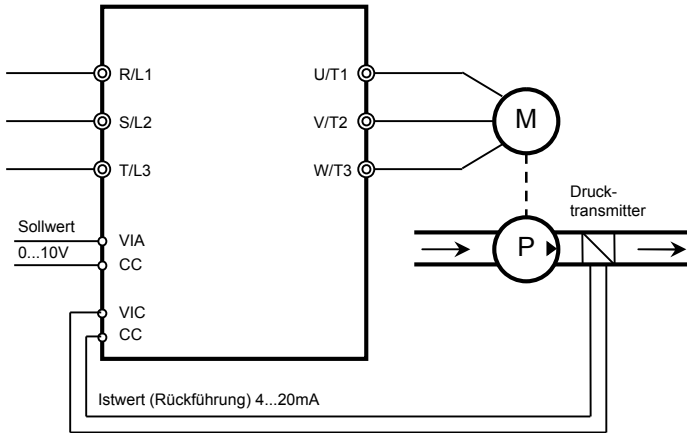 R/L1
U/T1
S/L2
V/T2
M
T/L3
W/T3
Druck-
transmitter
Sollwert
0...10V
VIA
CC
P
VIC
CC
Istwert (Rückführung) 4...20mA